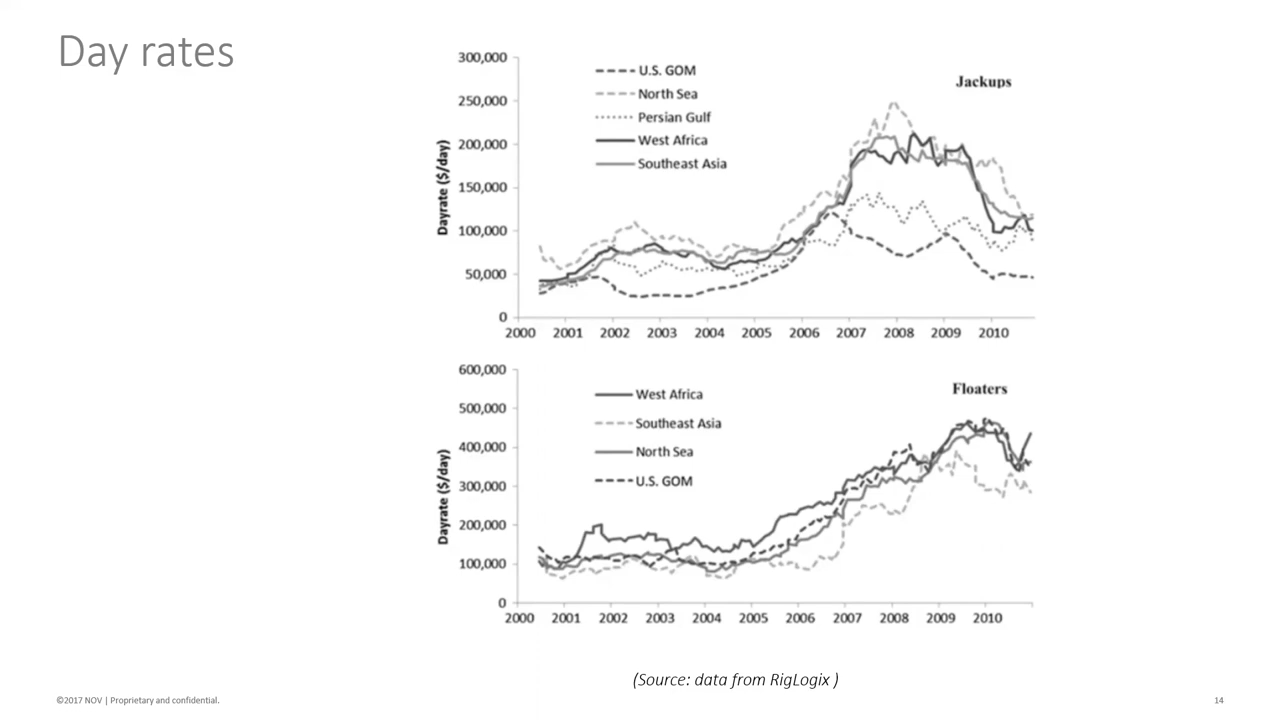 Day rates
300,000
250,000
200,000
150,000
100,000
50,000
0
Dayrate ($/day)
U.S. GOM
North Sea
Persian Gulf
West Africa
Southeast Asia
Jackups
2000 2001 2002 2003 2004 2005 2006 2007 2008 2009 2010
600,000
500,000
400,000
300,000
200,000
100,000
0
Dayrate ($/day)
West Africa
Southeast Asia
North Sea
U.S. GOM
Floaters
2000 2001 2002 2003 2004 2005 2006 2007 2008 2009 2010
(Source: data from RigLogix )
©2017 NOV | Proprietary and confidential.
14